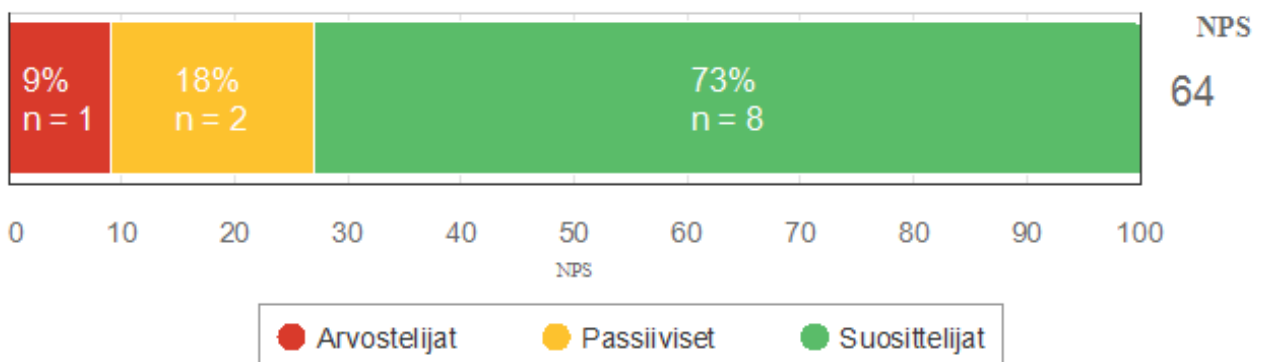 NPS
9% 18% 73% 64
n = 1 n = 2 n = 8
0 10 20 30 40 50 60 70 80 90 100
NPS
Arvostelijat Passiiviset Suosittelijat